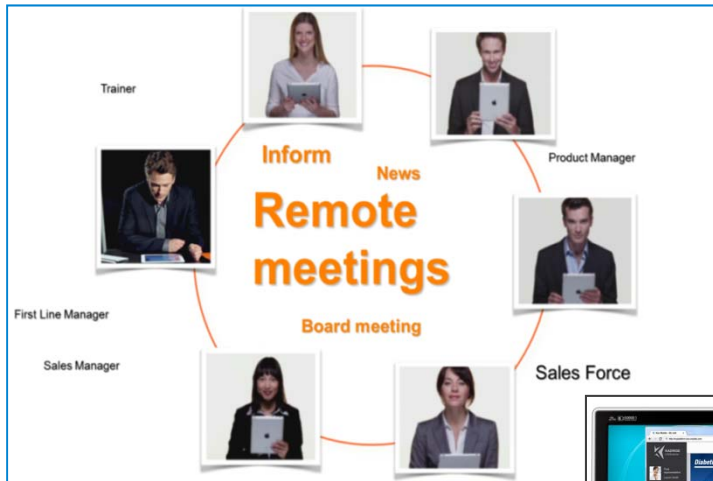 Trainer
Inform
News
Product Manager
Remote
meetings
First Line Manager
Board meeting
Sales Manager
Sales Force